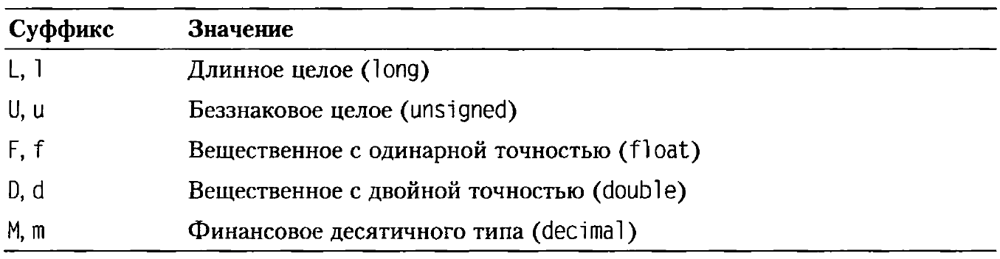 Суффикс Значение
L, l Длинное целое (long)
U, u Беззнаковое целое (unsigned)
F, f Вещественное с одинарной точностью (float)
D, d Вещественное с двойной точностью (double)
M, m Финансовое десятичного типа (decimal)